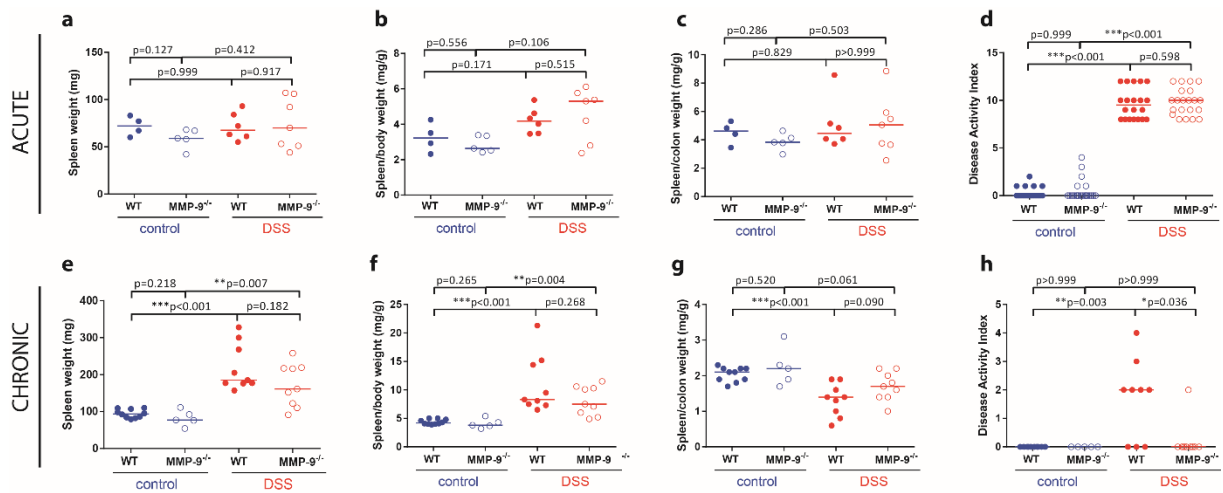 ACUTE
a
p=0.127 p=0.412
p=0.999 p=0.917
Spleen weight (mg)
150
100
50
0
WT MMP-9-/- WT MMP-9-/-
control DSS
b
p=0.556 p=0.106
p=0.171 p=0.515
Spleen/body weight (mg/g)
6
4
2
0
WT MMP-9-/- WT MMP-9-/-
control DSS
c
p=0.286 p=0.503
p=0.829 p>0.999
Spleen/colon weight (mg/g)
10
8
6
4
2
0
WT MMP-9-/- WT MMP-9-/-
control DSS
d
p=0.999 ***p<0.001
***p<0.001 p=0.598
Disease Activity Index
15
10
5
0
WT MMP-9-/- WT MMP-9-/-
control DSS
CHRONIC
e
p=0.218 **p=0.007
***p<0.001 p=0.182
Spleen weight (mg)
400
300
200
100
0
WT MMP-9-/- WT MMP-9-/-
control DSS
f
p=0.265 **p=0.004
***p<0.001 p=0.268
Spleen/body weight (mg/g)
25
20
15
10
5
0
WT MMP-9-/- WT MMP-9 -/-
control DSS
g
p=0.520 p=0.061
***p<0.001 p=0.090
Spleen/colon weight (mg/g)
4
3
2
1
0
WT MMP-9-/- WT MMP-9-/-
control DSS
h
p>0.999 p>0.999
**p=0.003 *p=0.036
Disease Activity Index
5
4
3
2
1
0
WT MMP-9-/- WT MMP-9-/-
control DSS